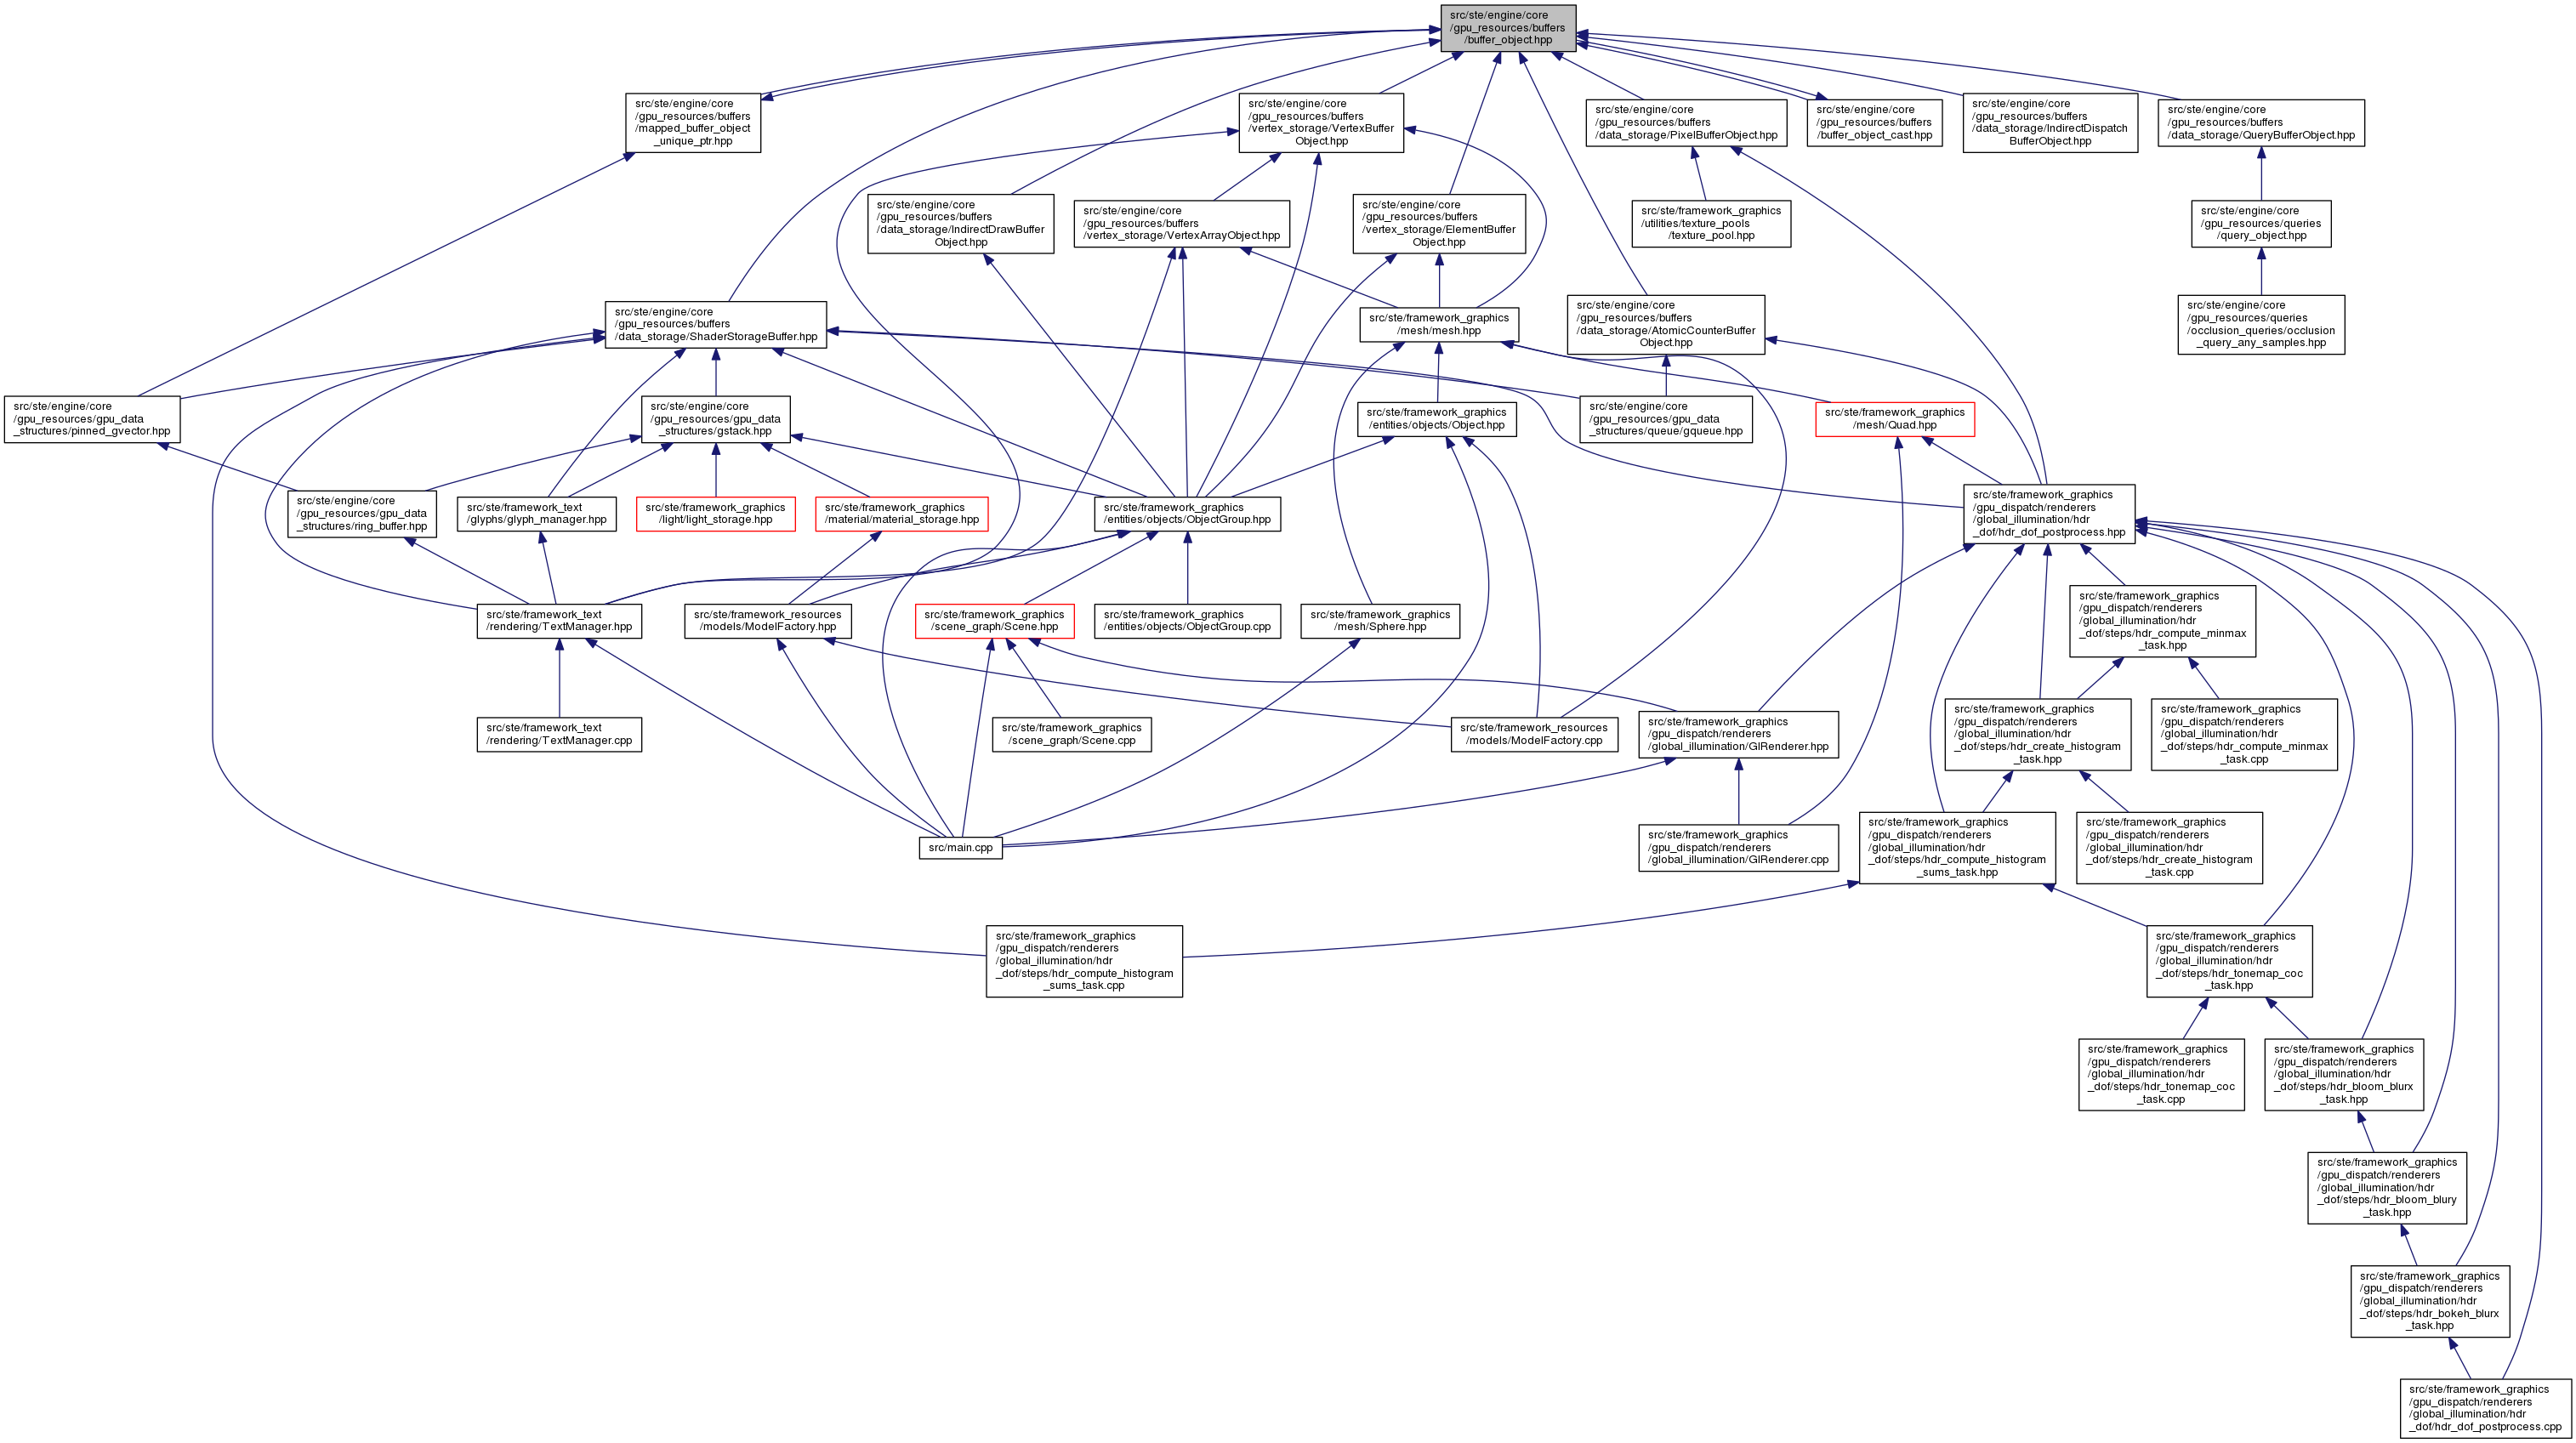 src/ste/engine/core
/gpu_resources/buffers
/buffer_object.hpp
src/ste/engine/core
/gpu_resources/buffers
/mapped_buffer_object
_unique_ptr.hpp
src/ste/engine/core
/gpu_resources/buffers
/vertex_storage/VertexBuffer
Object.hpp
src/ste/engine/core
/gpu_resources/buffers
/data_storage/PixelBufferObject.hpp
src/ste/engine/core
/gpu_resources/buffers
/buffer_object_cast.hpp
src/ste/engine/core
/gpu_resources/buffers
/data_storage/IndirectDispatch
BufferObject.hpp
src/ste/engine/core
/gpu_resources/buffers
/data_storage/QueryBufferObject.hpp
src/ste/engine/core
/gpu_resources/buffers
/data_storage/IndirectDrawBuffer
Object.hpp
src/ste/engine/core
/gpu_resources/buffers
/vertex_storage/VertexArrayObject.hpp
src/ste/engine/core
/gpu_resources/buffers
/vertex_storage/ElementBuffer
Object.hpp
src/ste/framework_graphics
/utilities/texture_pools
/texture_pool.hpp
src/ste/engine/core
/gpu_resources/queries
/query_object.hpp
src/ste/engine/core
/gpu_resources/buffers
/data_storage/ShaderStorageBuffer.hpp
src/ste/framework_graphics
/mesh/mesh.hpp
src/ste/engine/core
/gpu_resources/buffers
/data_storage/AtomicCounterBuffer
Object.hpp
src/ste/engine/core
/gpu_resources/queries
/occlusion_queries/occlusion
_query_any_samples.hpp
src/ste/engine/core
/gpu_resources/gpu_data
_structures/pinned_gvector.hpp
src/ste/engine/core
/gpu_resources/gpu_data
_structures/gstack.hpp
src/ste/framework_graphics
/entities/objects/Object.hpp
src/ste/engine/core
/gpu_resources/gpu_data
_structures/queue/gqueue.hpp
src/ste/framework_graphics
/mesh/Quad.hpp
src/ste/engine/core
/gpu_resources/gpu_data
_structures/ring_buffer.hpp
src/ste/framework_text
/glyphs/glyph_manager.hpp
src/ste/framework_graphics
/light/light_storage.hpp
src/ste/framework_graphics
/material/material_storage.hpp
src/ste/framework_graphics
/entities/objects/ObjectGroup.hpp
src/ste/framework_graphics
/gpu_dispatch/renderers
/global_illumination/hdr
_dof/hdr_dof_postprocess.hpp
src/ste/framework_text
/rendering/TextManager.hpp
src/ste/framework_resources
/models/ModelFactory.hpp
src/ste/framework_graphics
/scene_graph/Scene.hpp
src/ste/framework_graphics
/entities/objects/ObjectGroup.cpp
src/ste/framework_graphics
/mesh/Sphere.hpp
src/ste/framework_graphics
/gpu_dispatch/renderers
/global_illumination/hdr
_dof/steps/hdr_compute_minmax
_task.hpp
src/ste/framework_text
/rendering/TextManager.cpp
src/ste/framework_graphics
/scene_graph/Scene.cpp
src/ste/framework_resources
/models/ModelFactory.cpp
src/ste/framework_graphics
/gpu_dispatch/renderers
/global_illumination/GIRenderer.hpp
src/ste/framework_graphics
/gpu_dispatch/renderers
/global_illumination/hdr
_dof/steps/hdr_create_histogram
_task.hpp
src/ste/framework_graphics
/gpu_dispatch/renderers
/global_illumination/hdr
_dof/steps/hdr_compute_minmax
_task.cpp
src/main.cpp
src/ste/framework_graphics
/gpu_dispatch/renderers
/global_illumination/GIRenderer.cpp
src/ste/framework_graphics
/gpu_dispatch/renderers
/global_illumination/hdr
_dof/steps/hdr_compute_histogram
_sums_task.hpp
src/ste/framework_graphics
/gpu_dispatch/renderers
/global_illumination/hdr
_dof/steps/hdr_create_histogram
_task.cpp
src/ste/framework_graphics
/gpu_dispatch/renderers
/global_illumination/hdr
_dof/steps/hdr_compute_histogram
_sums_task.cpp
src/ste/framework_graphics
/gpu_dispatch/renderers
/global_illumination/hdr
_dof/steps/hdr_tonemap_coc
_task.hpp
src/ste/framework_graphics
/gpu_dispatch/renderers
/global_illumination/hdr
_dof/steps/hdr_tonemap_coc
_task.cpp
src/ste/framework_graphics
/gpu_dispatch/renderers
/global_illumination/hdr
_dof/steps/hdr_bloom_blurx
_task.hpp
src/ste/framework_graphics
/gpu_dispatch/renderers
/global_illumination/hdr
_dof/steps/hdr_bloom_blury
_task.hpp
src/ste/framework_graphics
/gpu_dispatch/renderers
/global_illumination/hdr
_dof/steps/hdr_bokeh_blurx
_task.hpp
src/ste/framework_graphics
/gpu_dispatch/renderers
/global_illumination/hdr
_dof/hdr_dof_postprocess.cpp